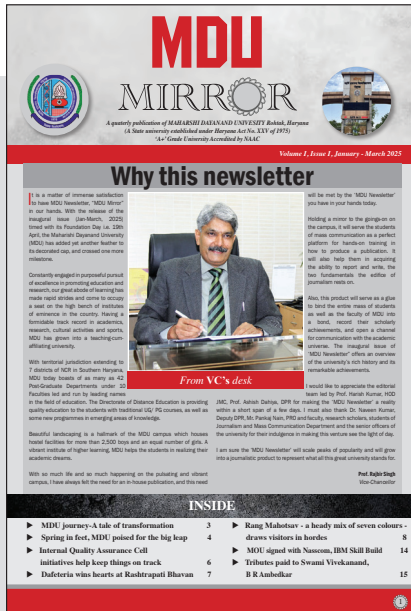 MDU
MIRROR
A quaterly publication of MAHARSHI DAYANAND UNIVESITY Rohtak, Haryana
(A State university established under Haryana Act No. XXV of 1975)
'A+' Grade University Accredited by NAAC
Volume 1, Issue 1, January - March 2025
Why this newsletter
It is a matter of immense satisfaction
to have MDU Newsletter, "MDU Mirror"
in our hands. With the release of the
inaugural issue (Jan-March, 2025)
timed with its Foundation Day i.e. 19th
April, the Maharshi Dayanand University
(MDU) has added yet another feather to
its decorated cap, and crossed one more
milestone.
Constantly engaged in purposeful pursuit
of excellence in promoting education and
research, our great abode of learning has
made rapid strides and come to occupy
a seat on the high bench of institutes
of eminence in the country. Having a
formidable track record in academics,
research, cultural activities and sports,
MDU has grown into a teaching-cum-
affiliating university.
With territorial jurisdiction extending to
7 districts of NCR in Southern Haryana,
MDU today boasts of as many as 42
Post-Graduate Departments under 10
Faculties led and run by leading names
in the field of education. The Directorate of Distance Education is providing
quality education to the students with traditional UG/ PG courses, as well as
some new programmes in emerging areas of knowledge.
Beautiful landscaping is a hallmark of the MDU campus which houses
hostel facilities for more than 2,500 boys and an equal number of girls. A
vibrant institute of higher learning, MDU helps the students in realizing their
academic dreams.
With so much life and so much happening on the pulsating and vibrant
campus, I have always felt the need for an in-house publication, and this need
From VC's desk
will be met by the 'MDU Newsletter'
you have in your hands today.
Holding a mirror to the goings-on on
the campus, it will serve the students
of mass communication as a perfect
platform for hands-on training in
how to produce a publication. It
will also help them in acquiring
the ability to report and write, the
two fundamentals the edifice of
journalism rests on.
Also, this product will serve as a glue
to bind the entire mass of students
as well as the faculty of MDU into
a bond, record their scholarly
achievements, and open a channel
for communication with the academic
universe. The inaugural issue of
"MDU Newsletter" offers an overview
of the university's rich history and its
remarkable achievements.
I would like to appreciate the editorial
team led by Prof. Harish Kumar, HOD
JMC, Prof. Ashish Dahiya, DPR for making the 'MDU Newsletter' a reality
within a short span of a few days. I must also thank Dr. Naveen Kumar,
Deputy DPR, Mr. Pankaj Nain, PRO and faculty, research scholars, students of
Journalism and Mass Communication Department and the senior officers of
the university for their indulgence in making this venture see the light of day.
I am sure the 'MDU Newsletter' will scale peaks of popularity and will grow
into a journalistic product to represent what all this great university stands for.
Prof. Rajbir Singh
Vice-Chancellor
INSIDE
► MDU journey-A tale of transformation 3
► Spring in feet, MDU poised for the big leap 4
► Internal Quality Assurance Cell
initiatives help keep things on track 6
► Dafeteria wins hearts at Rashtrapati Bhavan 7
► Rang Mahotsav - a heady mix of seven colours -
draws visitors in hordes 8
► MOU signed with Nasscom, IBM Skill Build 14
► Tributes paid to Swami Vivekanand,
B R Ambedkar 15
1